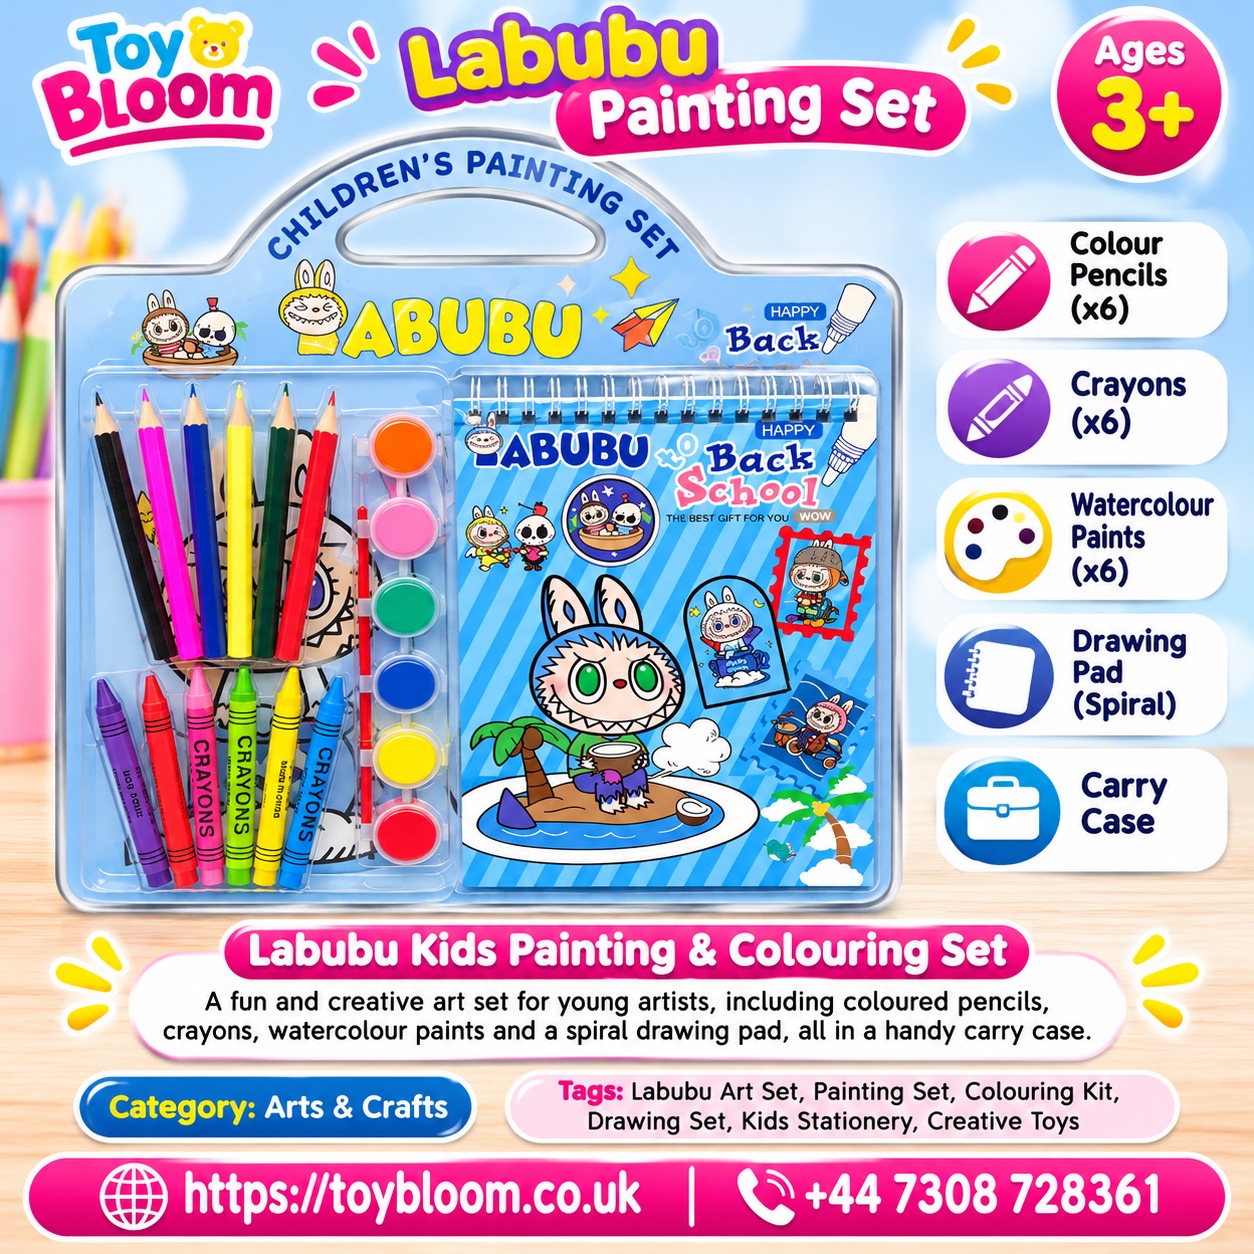 Toy
Bloom
Labubu
Painting Set
Ages
3+
CHILDREN'S PAINTING SET
ABUBU
HAPPY
Back
ABUBU
HAPPY
to Back
School
THE BEST GIFT FOR YOU WOW
CRAYONS
CRAYONS
CRAYONS
Colour
Pencils
(x6)
Crayons
(x6)
Watercolour
Paints
(x6)
Drawing
Pad
(Spiral)
Carry
Case
Labubu Kids Painting & Colouring Set
A fun and creative art set for young artists, including coloured pencils,
crayons, watercolour paints and a spiral drawing pad, all in a handy carry case.
Category: Arts & Crafts
Tags: Labubu Art Set, Painting Set, Colouring Kit,
Drawing Set, Kids Stationery, Creative Toys
https://toybloom.co.uk
+44 7308 728361